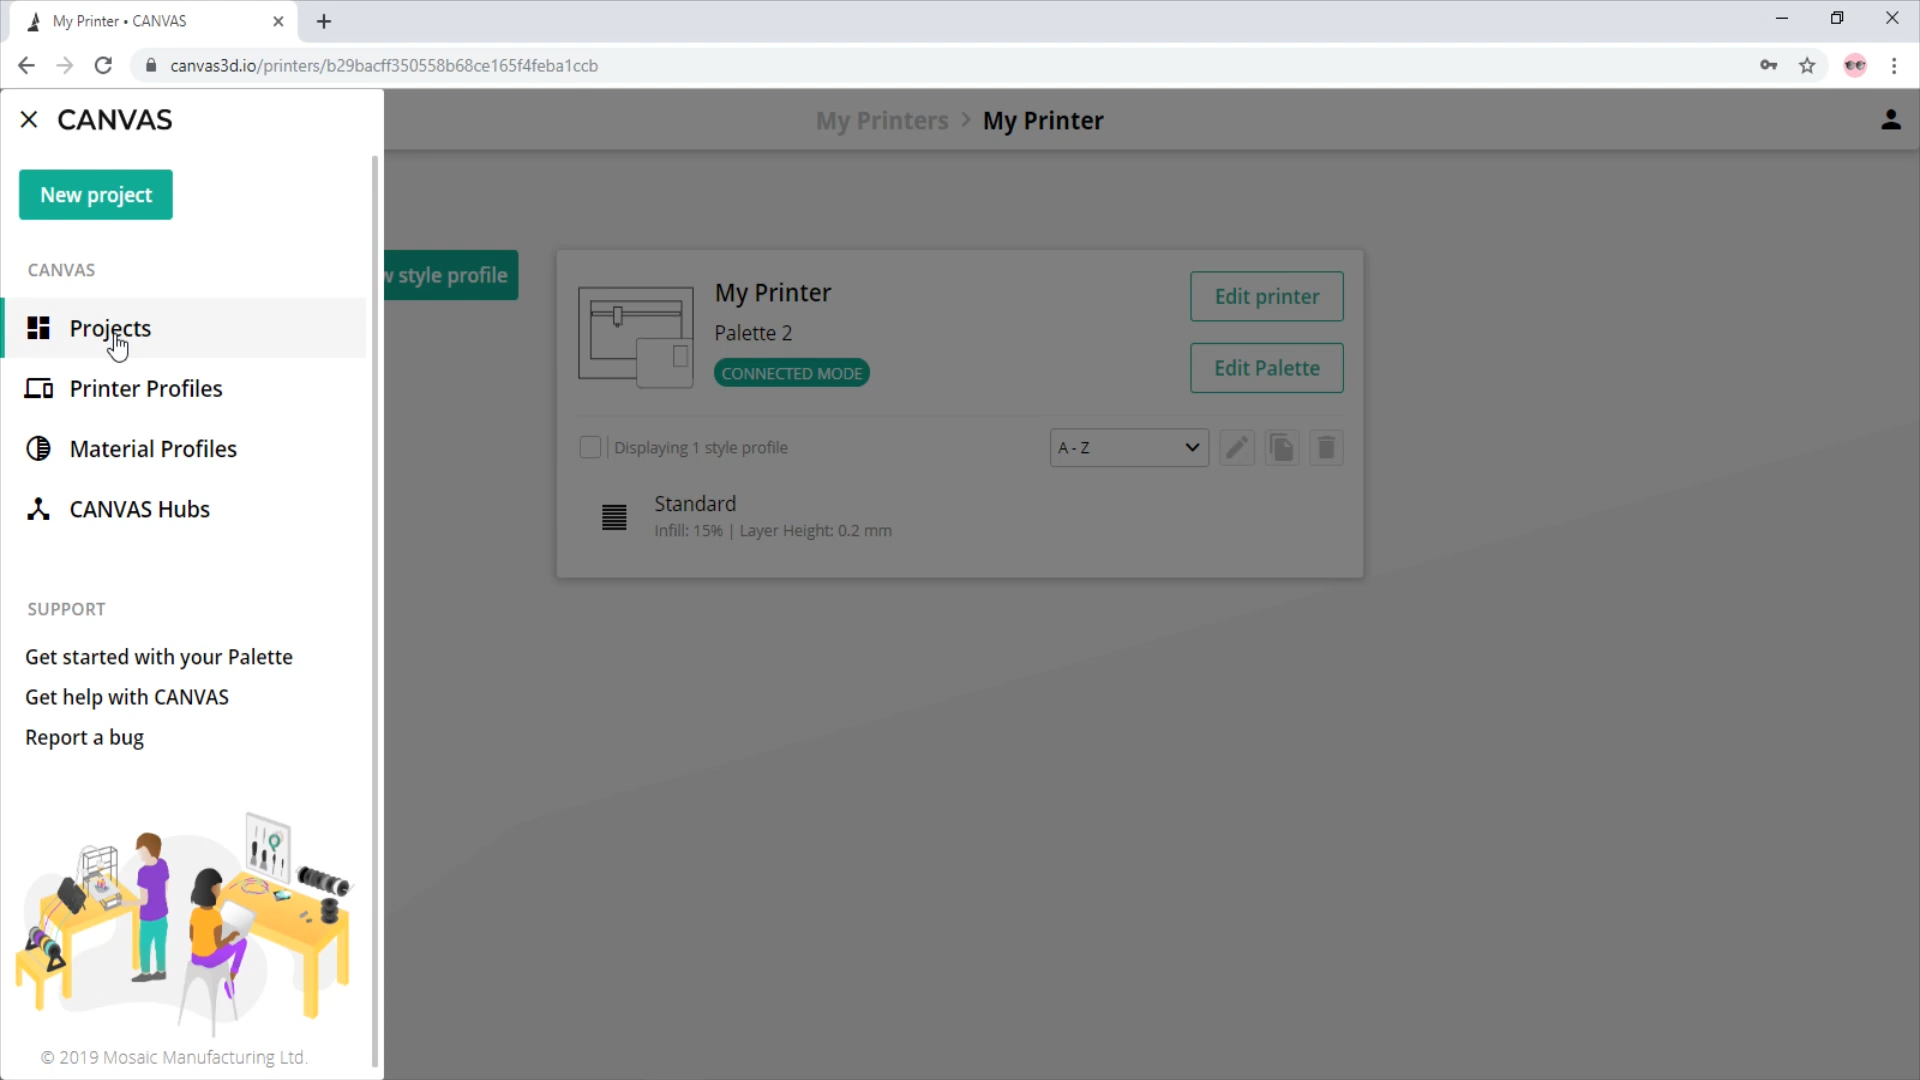 My Printer • CANVAS
canvas3d.io/printers/b29bacff350558b68ce165f4feba1ccb
CANVAS
My Printers > My Printer
New project
CANVAS
Projects
Printer Profiles
Material Profiles
CANVAS Hubs
SUPPORT
Get started with your Palette
Get help with CANVAS
Report a bug
© 2019 Mosaic Manufacturing Ltd.
style profile
My Printer
Palette 2
CONNECTED MODE
Edit printer
Edit Palette
Displaying 1 style profile
A - Z
Standard
Infill: 15% | Layer Height: 0.2 mm